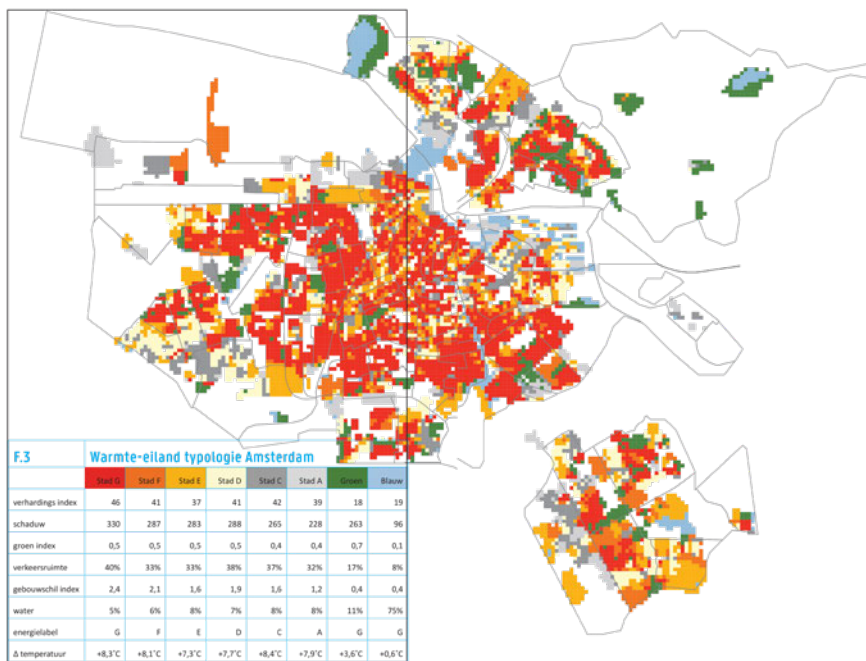 F.3 Warmte-eiland typologie Amsterdam
Stad G Stad F Stad E Stad D Stad C Stad A Groen Blauw
verhardings index 46 41 37 41 42 39 18 19
schaduw 330 287 283 288 265 228 263 96
groen index 0,5 0,5 0,5 0,5 0,4 0,4 0,7 0,1
verkeersruimte 40% 33% 33% 38% 37% 32% 17% 8%
gebouwschil index 2,4 2,1 1,6 1,9 1,6 1,2 0,4 0,4
water 5% 6% 8% 7% 8% 8% 11% 75%
energielabel G F E D C A G G
Δ temperatuur +8,3˚C +8,1˚C +7,3˚C +7,7˚C +8,4˚C +7,9˚C +3,6˚C +0,6˚C